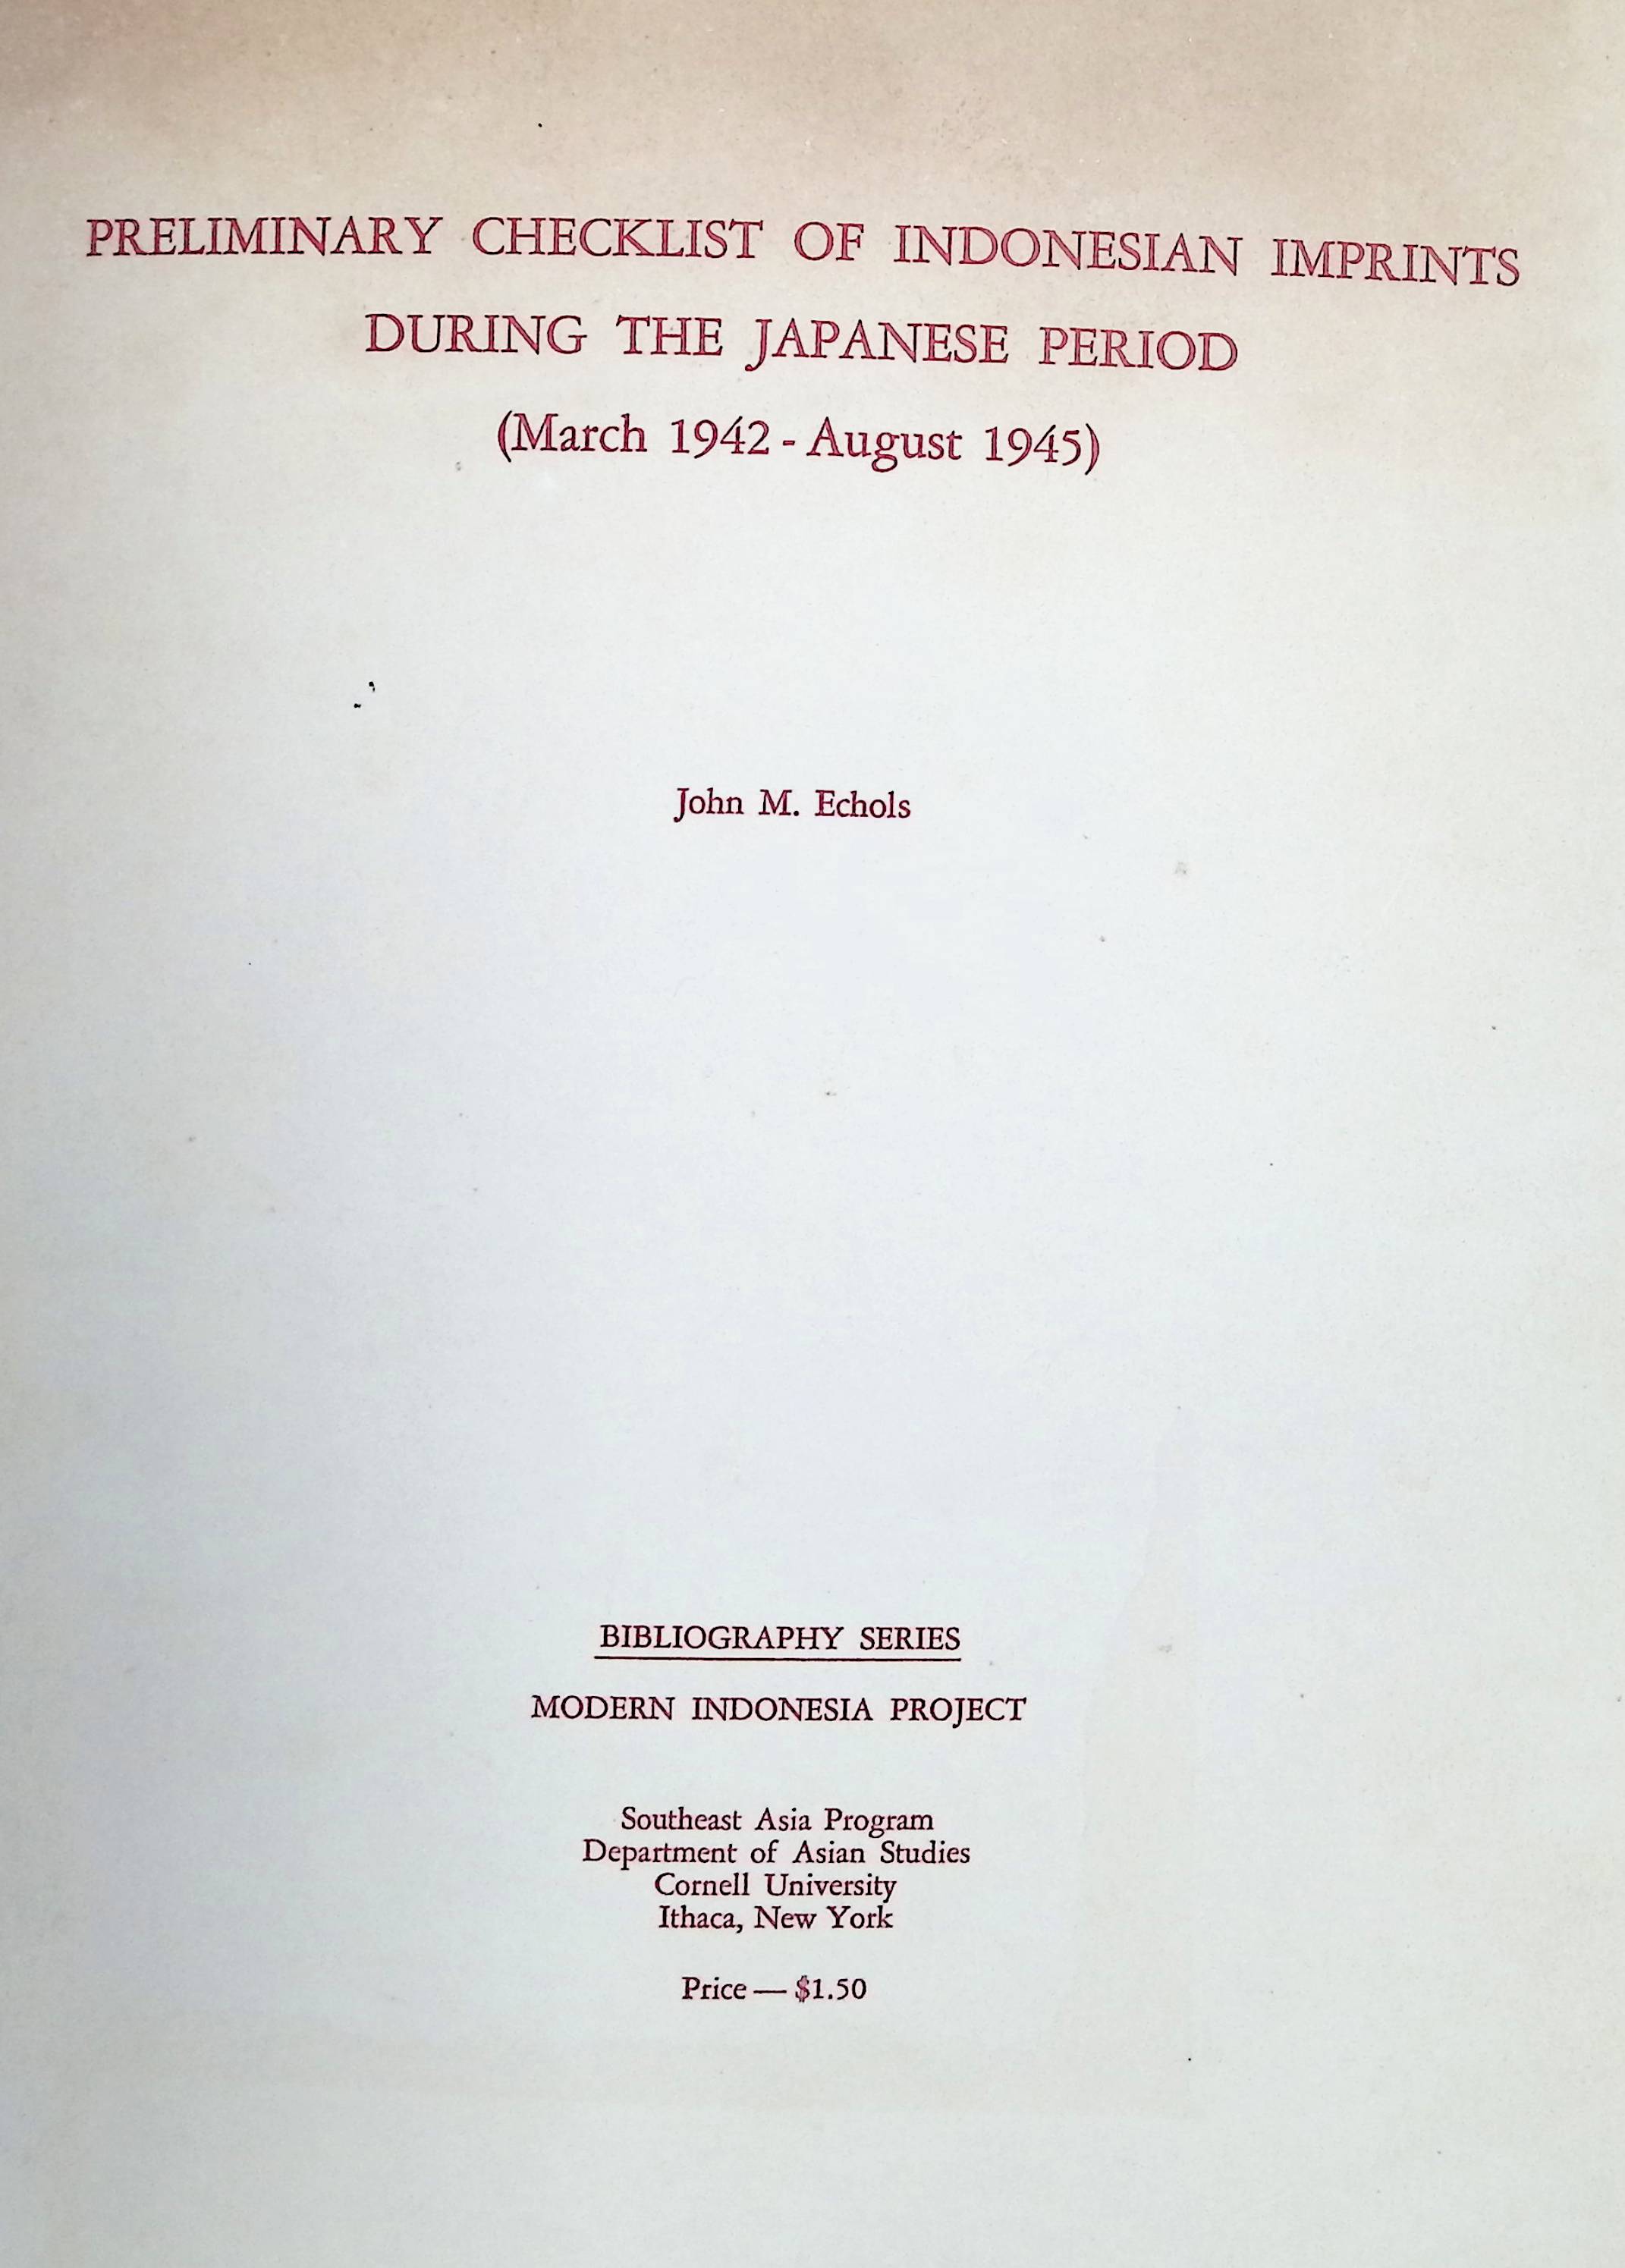 PRELIMINARY CHECKLIST OF INDONESIAN IMPRINTS
DURING THE JAPANESE PERIOD
(March 1942 - August 1945)
John M. Echols
BIBLIOGRAPHY SERIES
MODERN INDONESIA PROJECT
Southeast Asia Program
Department of Asian Studies
Cornell University
Ithaca, New York
Price — $1.50